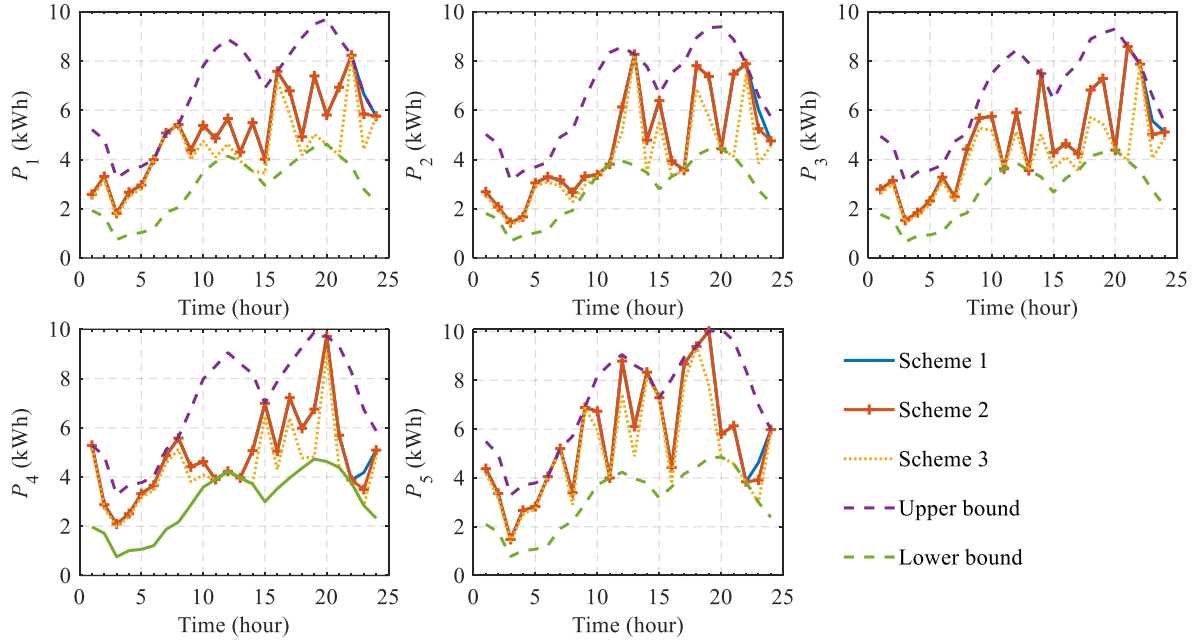 10
8
6
4
2
0
P1 (kWh)
0 5 10 15 20 25
Time (hour)
10
8
6
4
2
0
P2 (kWh)
0 5 10 15 20 25
Time (hour)
10
8
6
4
2
0
P3 (kWh)
0 5 10 15 20 25
Time (hour)
10
8
6
4
2
0
P4 (kWh)
0 5 10 15 20 25
Time (hour)
10
8
6
4
2
0
P5 (kWh)
0 5 10 15 20 25
Time (hour)
Scheme 1
Scheme 2
Scheme 3
Upper bound
Lower bound